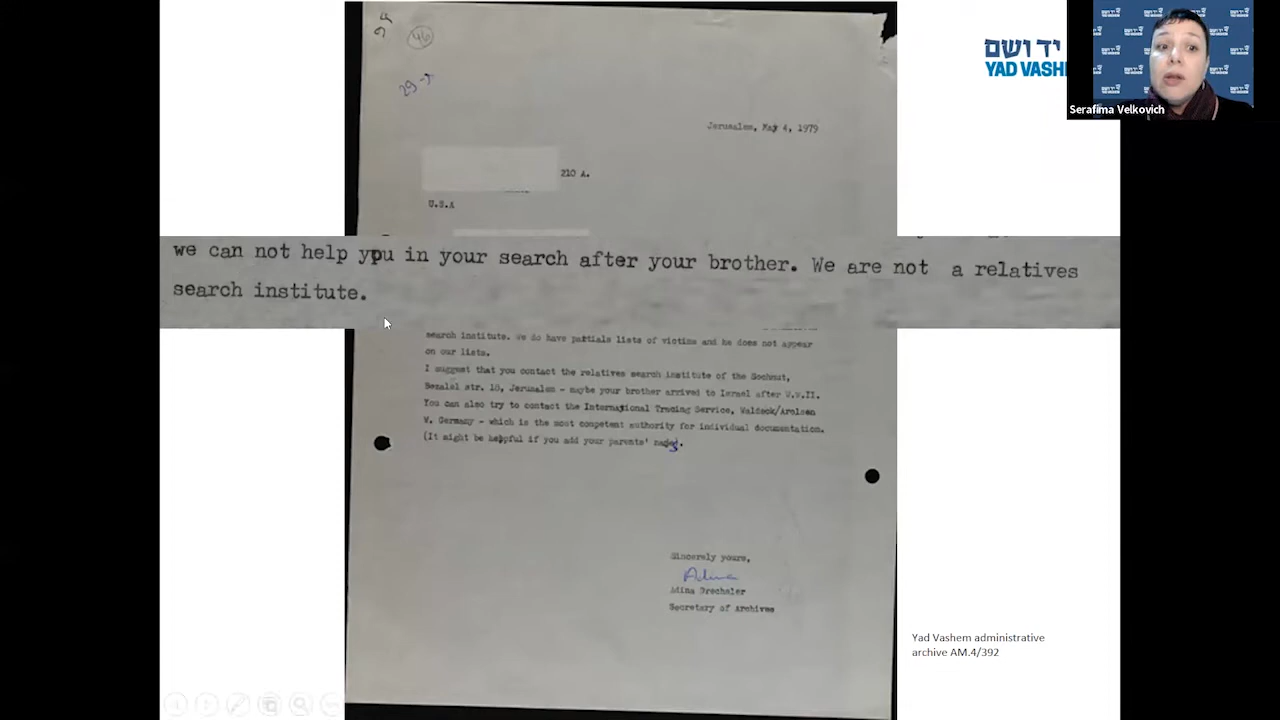 46
29-5
Jerusalem, May 4, 1979
210 A.
U.S.A
we can not help you in your search after your brother. We are not a relatives
search institute.
search institute. We do have partials lists of victims and he does not appear
on our lists.
I suggest that you contact the relatives search institute of the Sochnut,
Bezalel str. 10, Jerusalem - maybe your brother arrived to Israel after W.W.II.
You can also try to contact the International Tracing Service, Waldeck/Arolsen
W. Germany - which is the most competent authority for individual documentation.
(It might be helpful if you add your parents' names.
Sincerely yours,
Adina
Adina Drechsler
Secretary of Archives
יד ושם
YAD VASHE
Serafima Velkovich
Yad Vashem administrative
archive AM.4/392